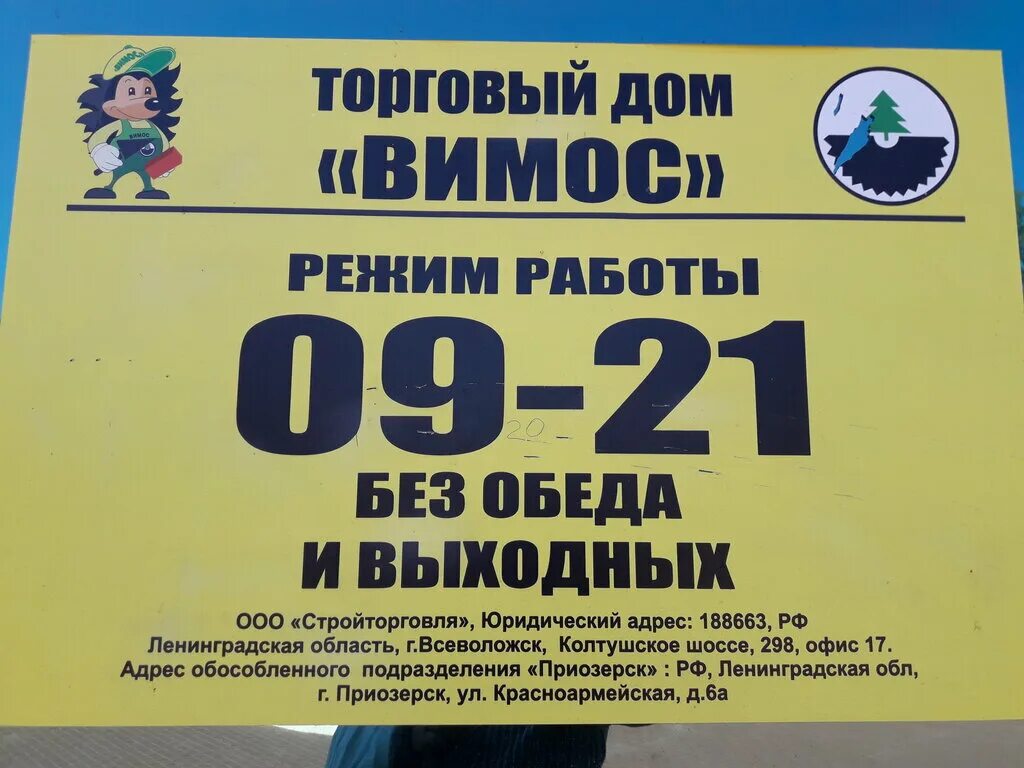 ВИМОС
ВИМОС
ТОРГОВЫЙ ДОМ
«ВИМОС»
РЕЖИМ РАБОТЫ
09-21
20
БЕЗ ОБЕДА
И ВЫХОДНЫХ
ООО «Стройторговля», Юридический адрес: 188663, РФ
Ленинградская область, г.Всеволожск, Колтушское шоссе, 298, офис 17.
Адрес обособленного подразделения «Приозерск» : РФ, Ленинградская обл,
г. Приозерск, ул. Красноармейская, д.6а